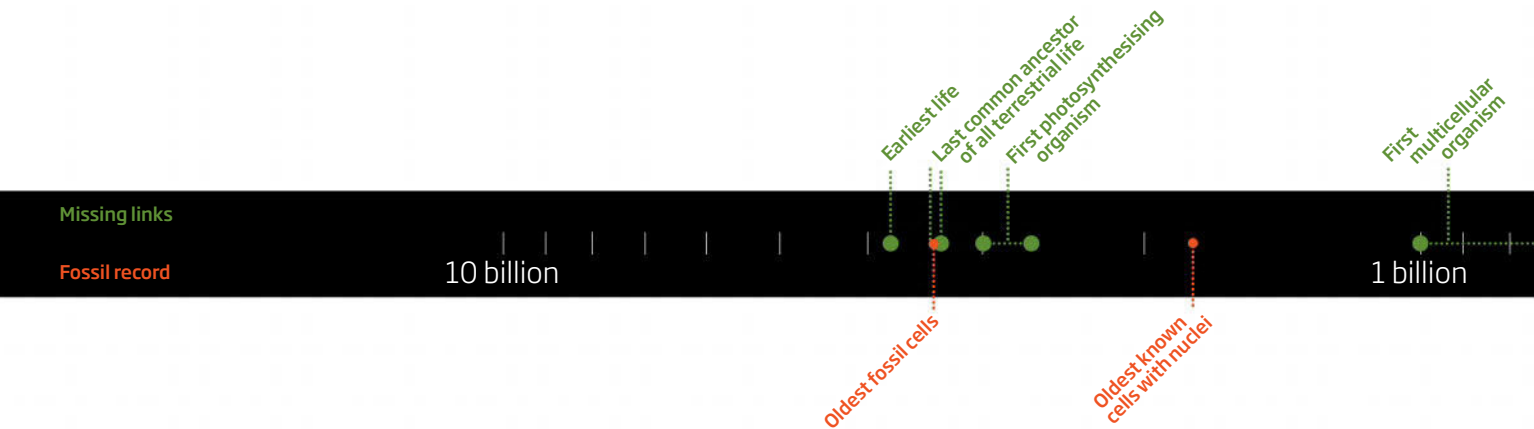 Earliest life
Last common ancestor
of all terrestrial life
First photosynthesising
organism
First
multicellular
organism
Missing links
Fossil record
10 billion
1 billion
Oldest fossil cells
Oldest known
cells with nuclei